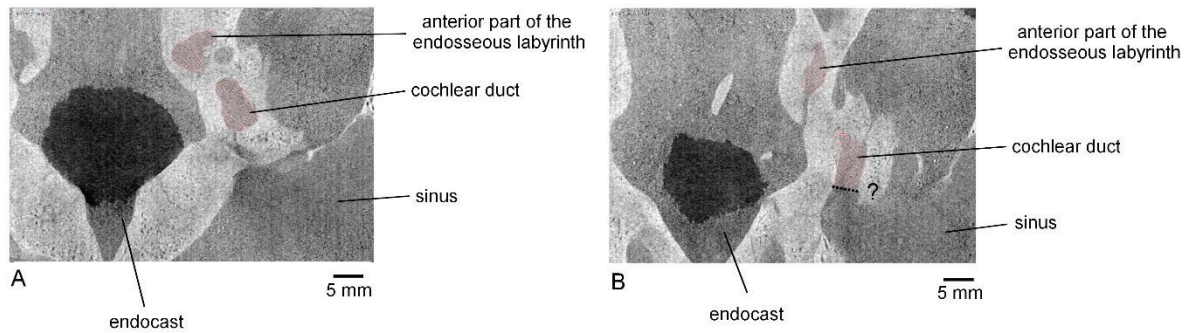 anterior part of the
endosseous labyrinth
cochlear duct
sinus
A
5 mm
endocast
anterior part of the
endosseous labyrinth
cochlear duct
?
sinus
B
5 mm
endocast